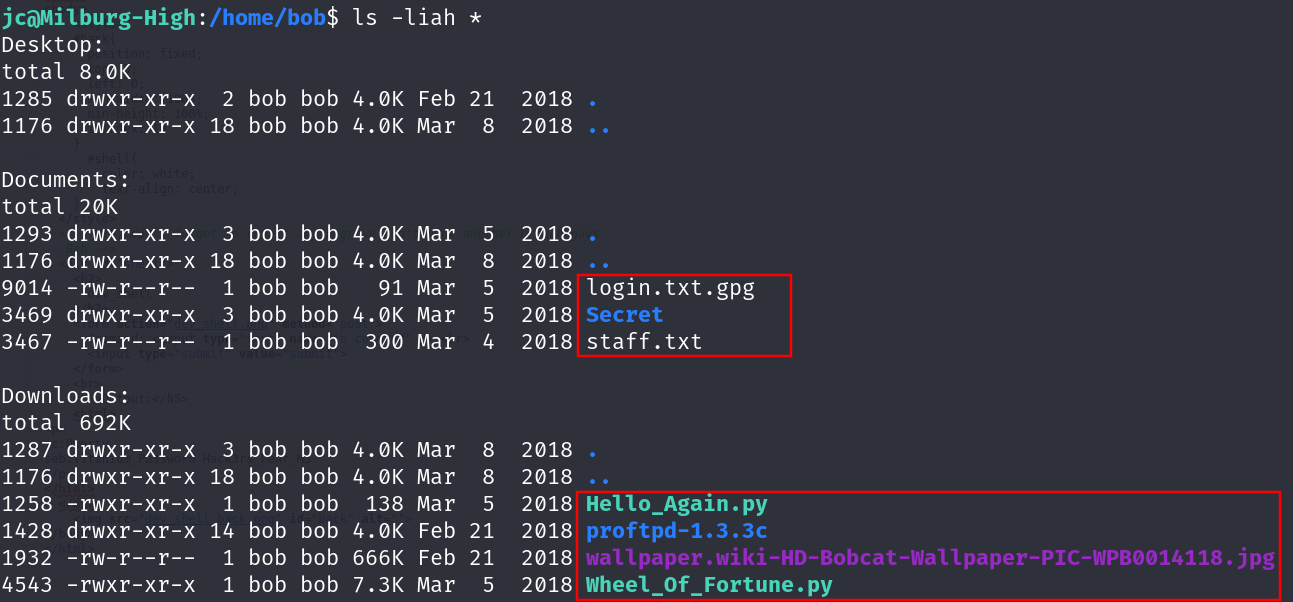 jc@Milburg-High:/home/bob$ ls -liah *
Desktop:
total 8.0K
1285 drwxr-xr-x  2 bob bob 4.0K Feb 21  2018 .
1176 drwxr-xr-x 18 bob bob 4.0K Mar  8  2018 ..

Documents:
total 20K
1293 drwxr-xr-x  3 bob bob 4.0K Mar  5  2018 .
1176 drwxr-xr-x 18 bob bob 4.0K Mar  8  2018 ..
9014 -rw-r--r--  1 bob bob   91 Mar  5  2018 login.txt.gpg
3469 drwxr-xr-x  3 bob bob 4.0K Mar  5  2018 Secret
3467 -rw-r--r--  1 bob bob  300 Mar  4  2018 staff.txt

Downloads:
total 692K
1287 drwxr-xr-x  3 bob bob 4.0K Mar  8  2018 .
1176 drwxr-xr-x 18 bob bob 4.0K Mar  8  2018 ..
1258 -rwxr-xr-x  1 bob bob  138 Mar  5  2018 Hello_Again.py
1428 drwxr-xr-x 14 bob bob 4.0K Feb 21  2018 proftpd-1.3.3c
1932 -rw-r--r--  1 bob bob 666K Feb 21  2018 wallpaper.wiki-HD-Bobcat-Wallpaper-PIC-WPB0014118.jpg
4543 -rwxr-xr-x  1 bob bob 7.3K Mar  5  2018 Wheel_Of_Fortune.py